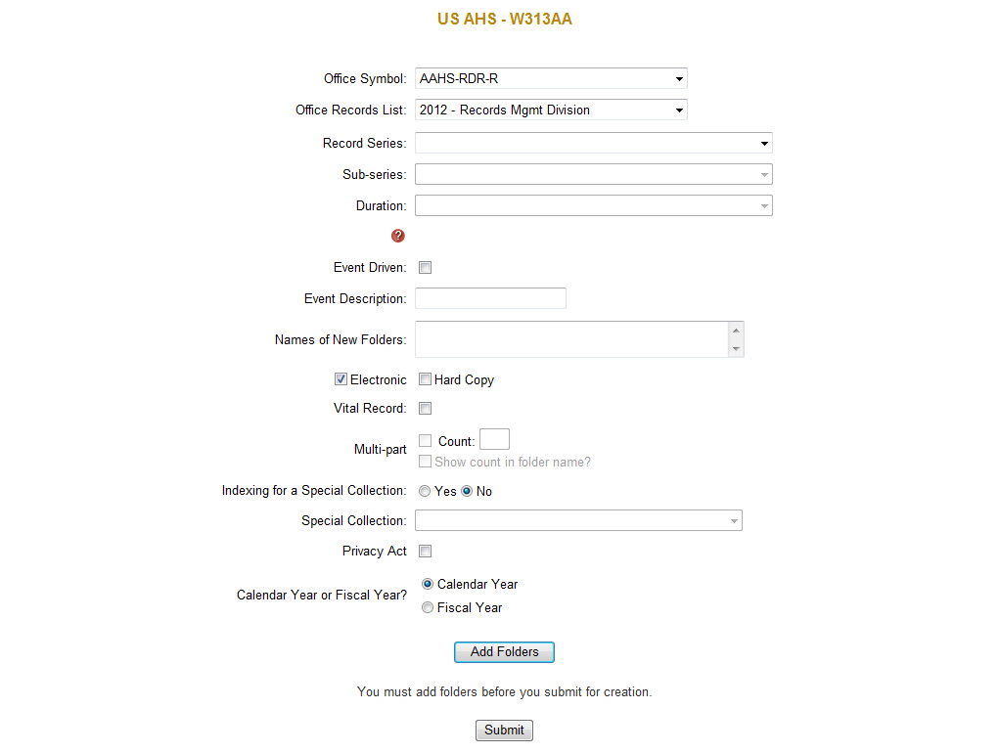 US AHS - W313AA
Office Symbol: AAHS-RDR-R
Office Records List: 2012 - Records Mgmt Division
Record Series:
Sub-series:
Duration:
?
Event Driven:
Event Description:
Names of New Folders:
Electronic Hard Copy
Vital Record:
Multi-part Count:
Show count in folder name?
Indexing for a Special Collection: Yes No
Special Collection:
Privacy Act
Calendar Year or Fiscal Year? Calendar Year
Fiscal Year
Add Folders
You must add folders before you submit for creation.
Submit